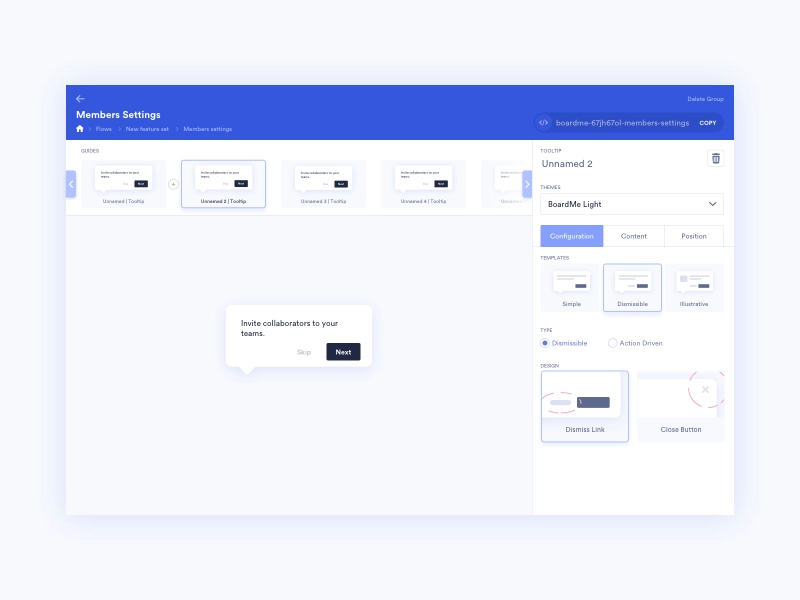 Delete Group
Members Settings
Flows > New feature set > Members settings
</> boardme-67jh67ol-members-settings COPY
GUIDES
Invite collaborators to your teams.
Skip Next
Unnamed | Tooltip
Invite collaborators to your teams.
Skip Next
Unnamed 2 | Tooltip
Invite collaborators to your teams.
Skip Next
Unnamed 3 | Tooltip
Invite collaborators to your teams.
Skip Next
Unnamed 4 | Tooltip
Invite collaborators to your
teams.
Skip Next
TOOLTIP
Unnamed 2
THEMES
BoardMe Light
Configuration Content Position
TEMPLATES
Simple Dismissible Illustrative
TYPE
Dismissible Action Driven
DESIGN
Dismiss Link Close Button